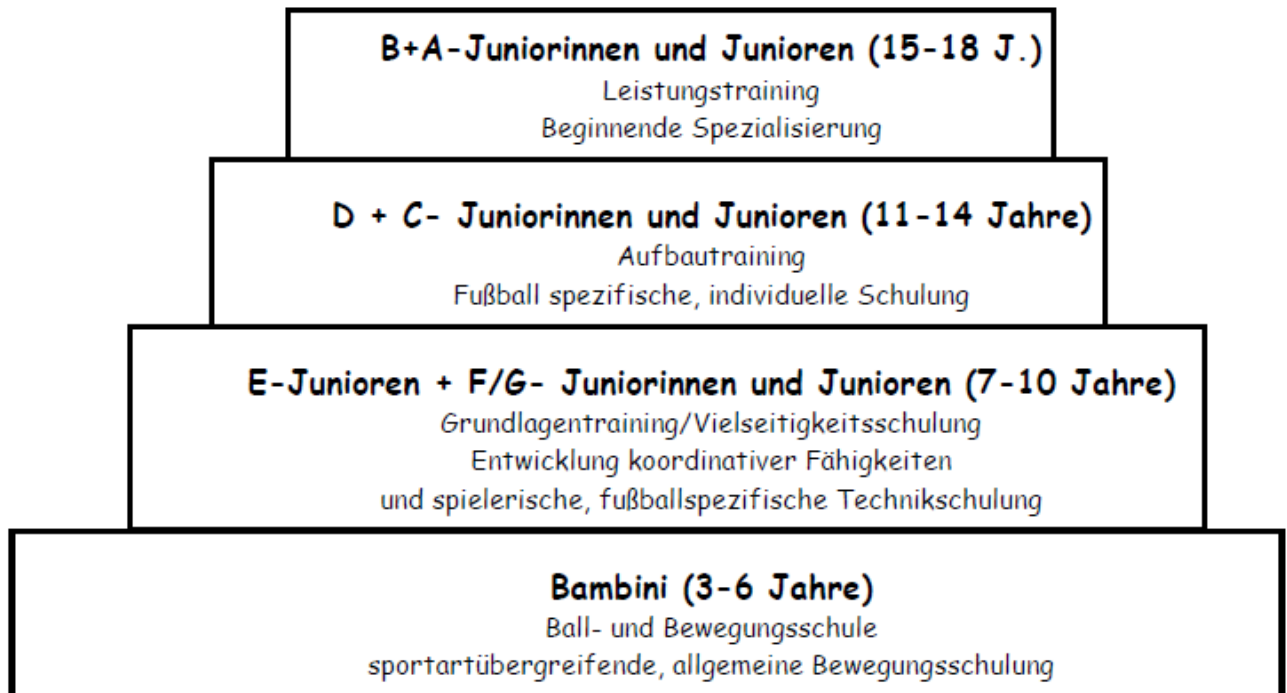 B+A-Juniorinnen und Junioren (15-18 J.)
Leistungstraining
Beginnende Spezialisierung
D + C- Juniorinnen und Junioren (11-14 Jahre)
Aufbautraining
Fußball spezifische, individuelle Schulung
E-Junioren + F/G- Juniorinnen und Junioren (7-10 Jahre)
Grundlagentraining/Vielseitigkeitsschulung
Entwicklung koordinativer Fähigkeiten
und spielerische, fußballspezifische Technikschulung
Bambini (3-6 Jahre)
Ball- und Bewegungsschule
sportartübergreifende, allgemeine Bewegungsschulung